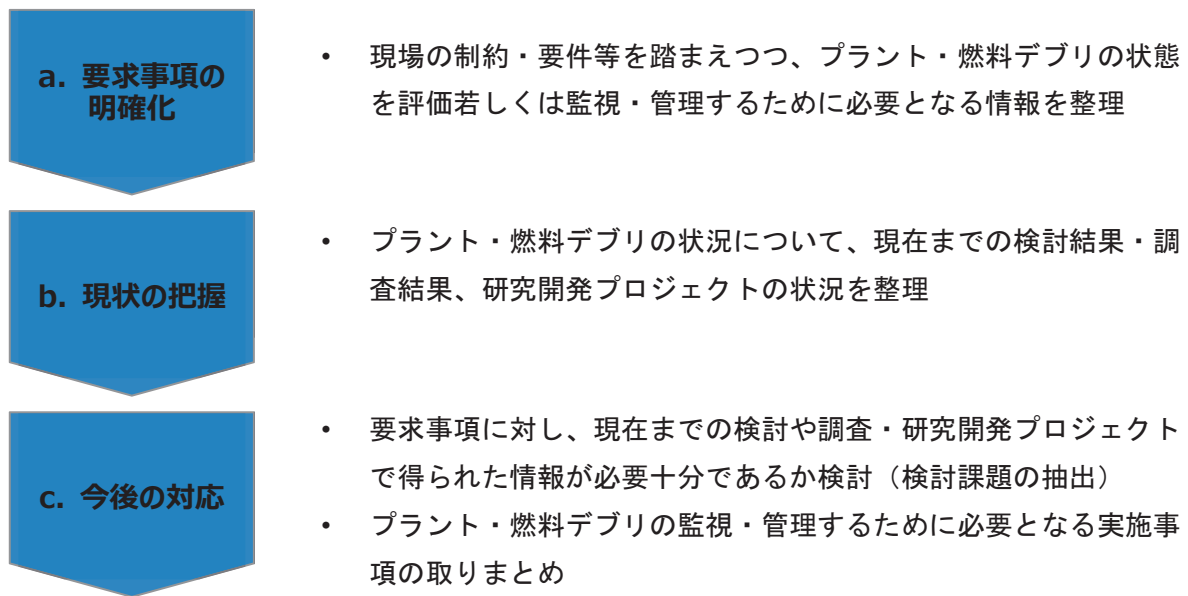 a. 要求事項の
明確化
• 現場の制約・要件等を踏まえつつ、プラント・燃料デブリの状態
を評価若しくは監視・管理するために必要となる情報を整理
b. 現状の把握
• プラント・燃料デブリの状況について、現在までの検討結果・調
査結果、研究開発プロジェクトの状況を整理
c. 今後の対応
• 要求事項に対し、現在までの検討や調査・研究開発プロジェクト
で得られた情報が必要十分であるか検討（検討課題の抽出）
• プラント・燃料デブリの監視・管理するために必要となる実施事
項の取りまとめ